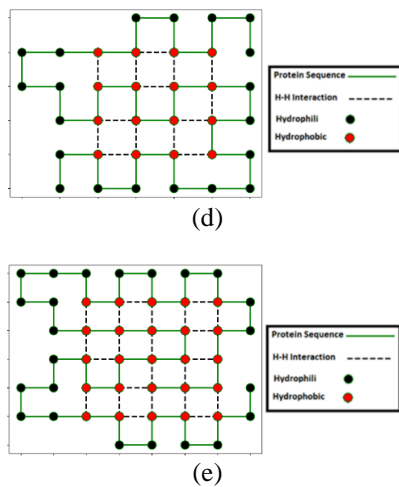 Protein Sequence
H-H Interaction
Hydrophili
Hydrophobic
(d)
Protein Sequence
H-H Interaction
Hydrophili
Hydrophobic
(e)